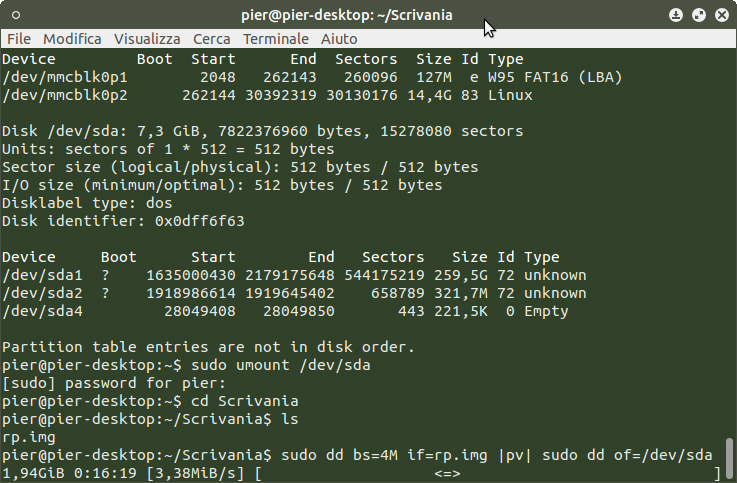 pier@pier-desktop: ~/Scrivania
File Modifica Visualizza Cerca Terminale Aiuto
Device Boot Start End Sectors Size Id Type
/dev/mmcblk0p1 2048 262143 260096 127M e W95 FAT16 (LBA)
/dev/mmcblk0p2 262144 30392319 30130176 14,4G 83 Linux
Disk /dev/sda: 7,3 GiB, 7822376960 bytes, 15278080 sectors
Units: sectors of 1 * 512 = 512 bytes
Sector size (logical/physical): 512 bytes / 512 bytes
I/O size (minimum/optimal): 512 bytes / 512 bytes
Disklabel type: dos
Disk identifier: 0x0dff6f63
Device Boot Start End Sectors Size Id Type
/dev/sda1 ? 1635000430 2179175648 544175219 259,5G 72 unknown
/dev/sda2 ? 1918986614 1919645402 658789 321,7M 72 unknown
/dev/sda4 28049408 28049850 443 221,5K 0 Empty
Partition table entries are not in disk order.
pier@pier-desktop:~$ sudo umount /dev/sda
[sudo] password for pier:
pier@pier-desktop:~$ cd Scrivania
pier@pier-desktop:~/Scrivania$ ls
rp.img
pier@pier-desktop:~/Scrivania$ sudo dd bs=4M if=rp.img |pv| sudo dd of=/dev/sda
1,94GiB 0:16:19 [3,38MiB/s] [ <=> ]